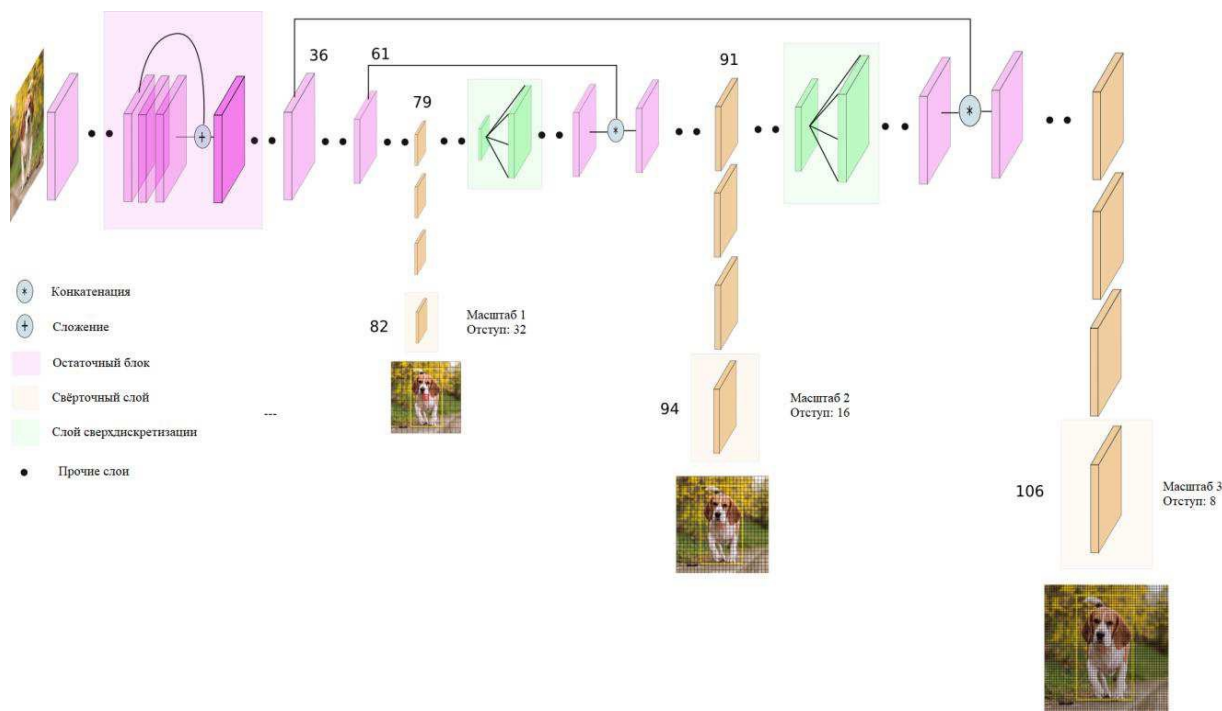 36
61
91
79
*
*
+
*
Конкатенация
+
Сложение
Остаточный блок
Свёрточный слой
Слой сверхдискретизации
Прочие слои
---
82
Масштаб 1
Отступ: 32
94
Масштаб 2
Отступ: 16
106
Масштаб 3
Отступ: 8